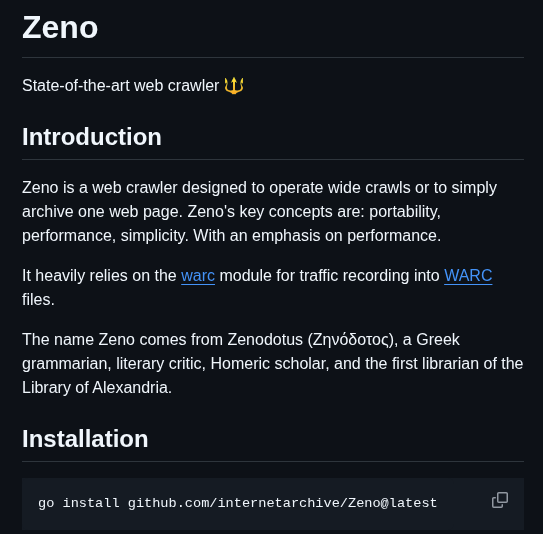 Zeno
State-of-the-art web crawler 🔱
Introduction
Zeno is a web crawler designed to operate wide crawls or to simply
archive one web page. Zeno's key concepts are: portability,
performance, simplicity. With an emphasis on performance.
It heavily relies on the warc module for traffic recording into WARC
files.
The name Zeno comes from Zenodotus (Ζηνόδοτος), a Greek
grammarian, literary critic, Homeric scholar, and the first librarian of the
Library of Alexandria.
Installation
go install github.com/internetarchive/Zeno@latest